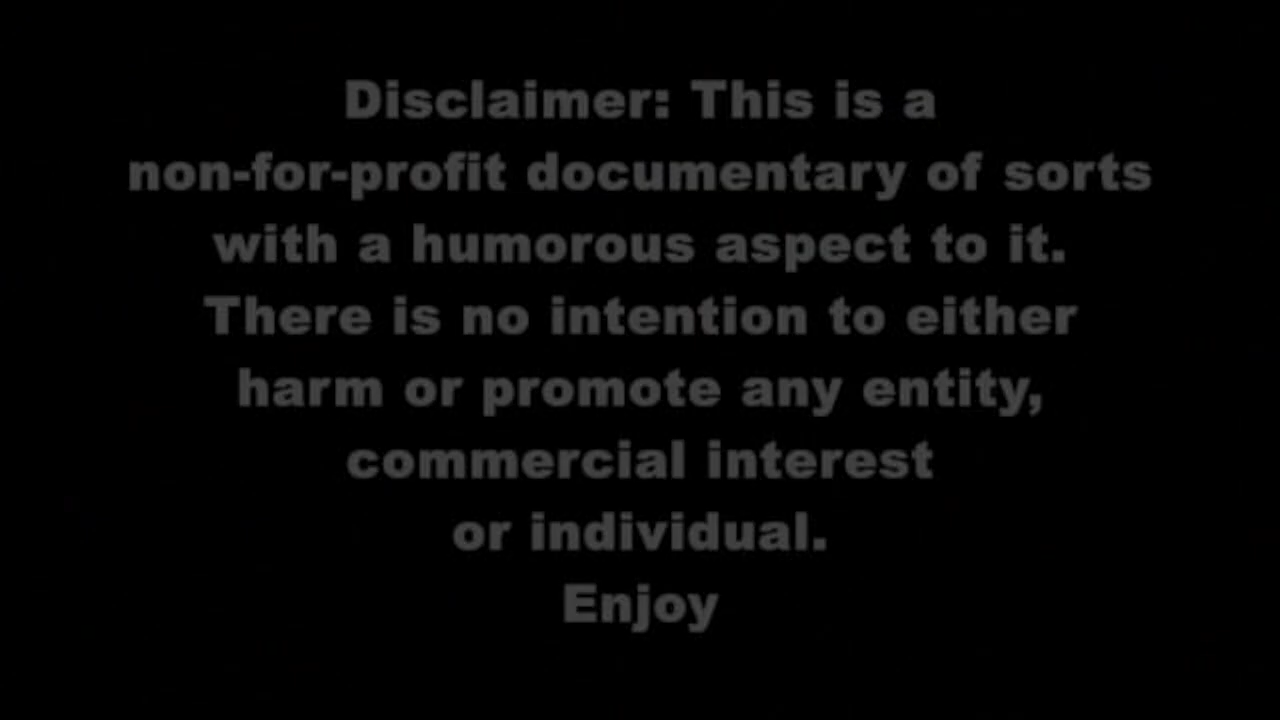 Disclaimer: This is a
non-for-profit documentary of sorts
with a humorous aspect to it.
There is no intention to either
harm or promote any entity,
commercial interest
or individual.
Enjoy